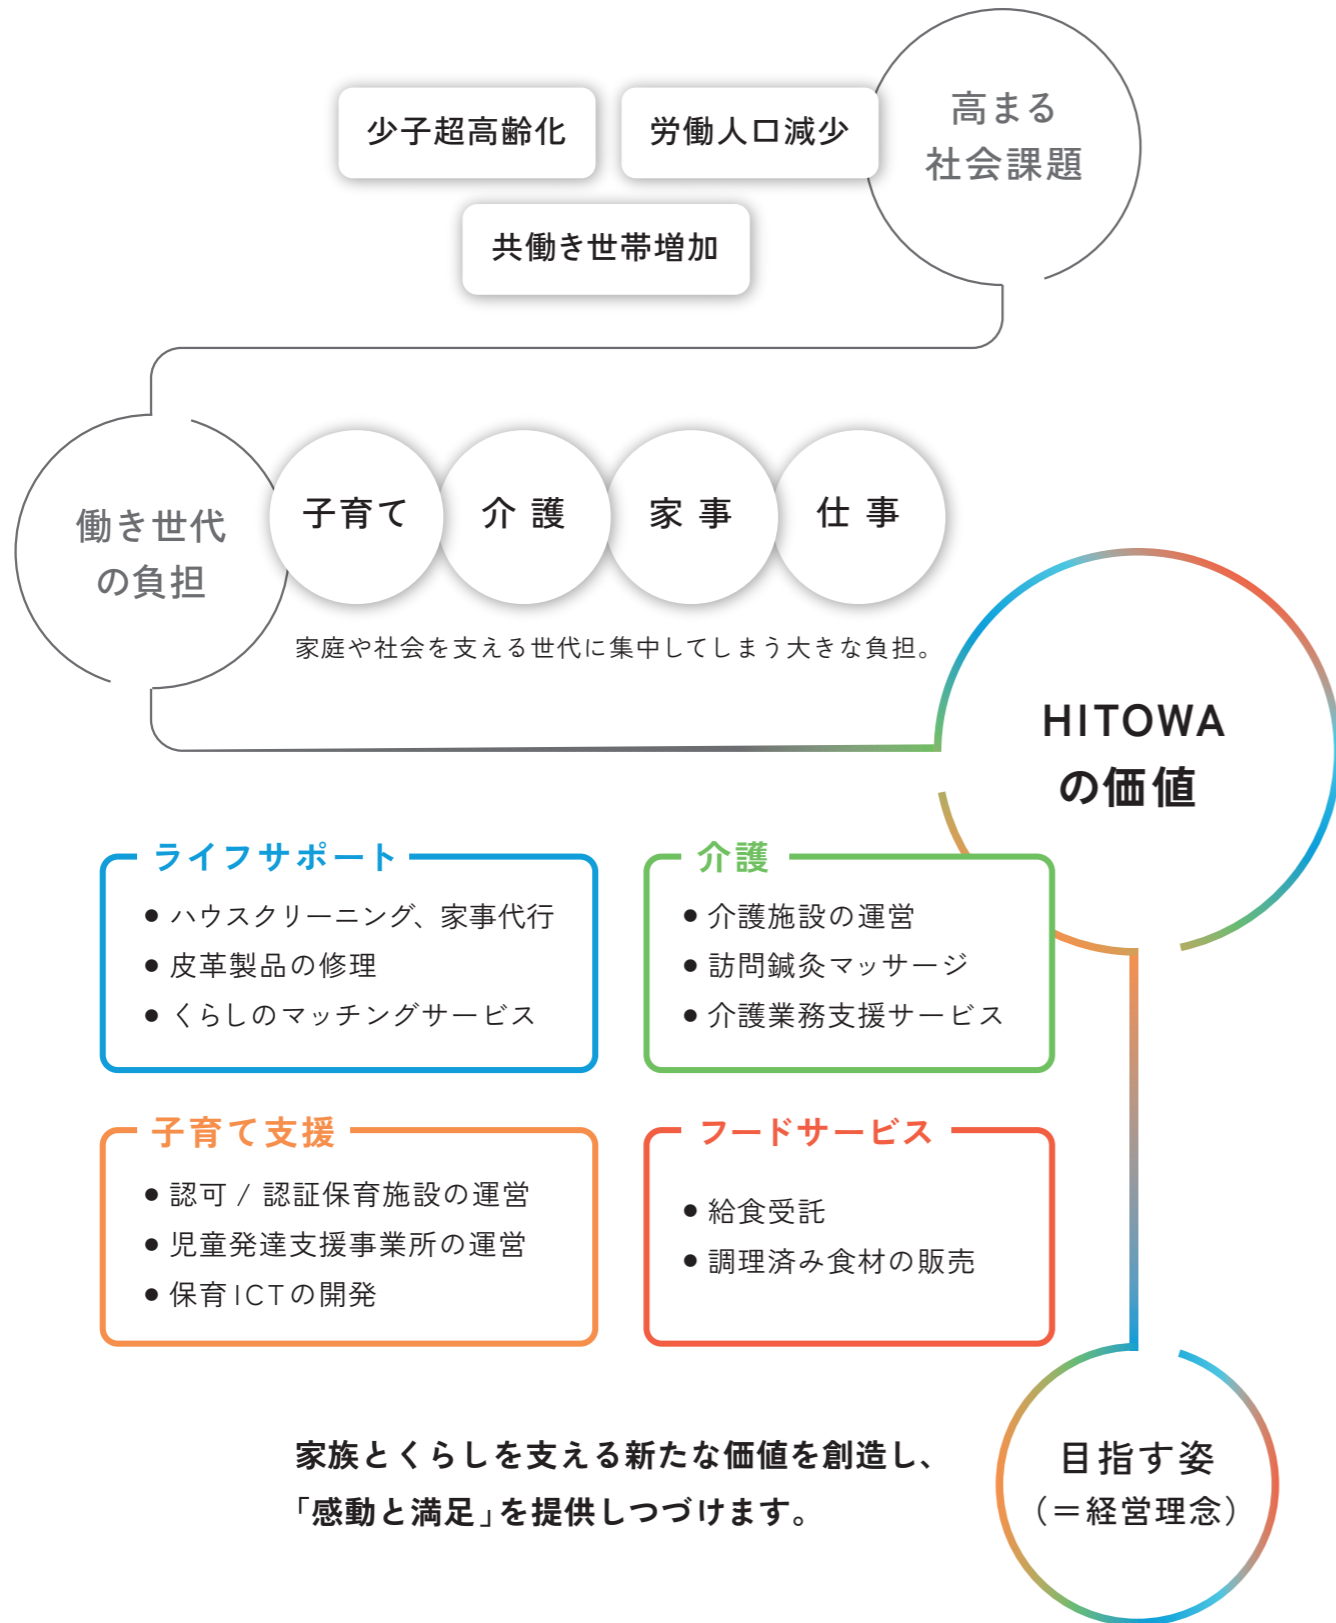 高まる
社会課題
少子超高齢化
労働人口減少
共働き世帯増加
働き世代
の負担
子育て
介護
家事
仕事
家庭や社会を支える世代に集中してしまう大きな負担。
HITOWA
の価値
ライフサポート
● ハウスクリーニング、家事代行
● 皮革製品の修理
● くらしのマッチングサービス
介護
● 介護施設の運営
● 訪問鍼灸マッサージ
● 介護業務支援サービス
子育て支援
● 認可 / 認証保育施設の運営
● 児童発達支援事業所の運営
● 保育ICTの開発
フードサービス
● 給食受託
● 調理済み食材の販売
目指す姿
(＝経営理念)
家族とくらしを支える新たな価値を創造し、
「感動と満足」を提供しつづけます。